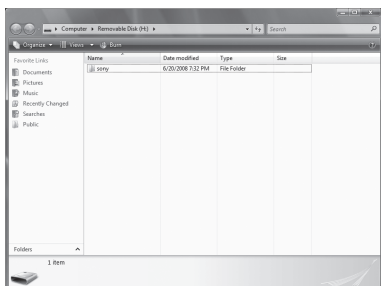 Computer Removable Disk (H:) Search
Organize Views Burn
Favorite Links
Documents
Pictures
Music
Recently Changed
Searches
Public
Folders
Name Date modified Type Size
sony 6/20/2008 7:32 PM File Folder
1 item